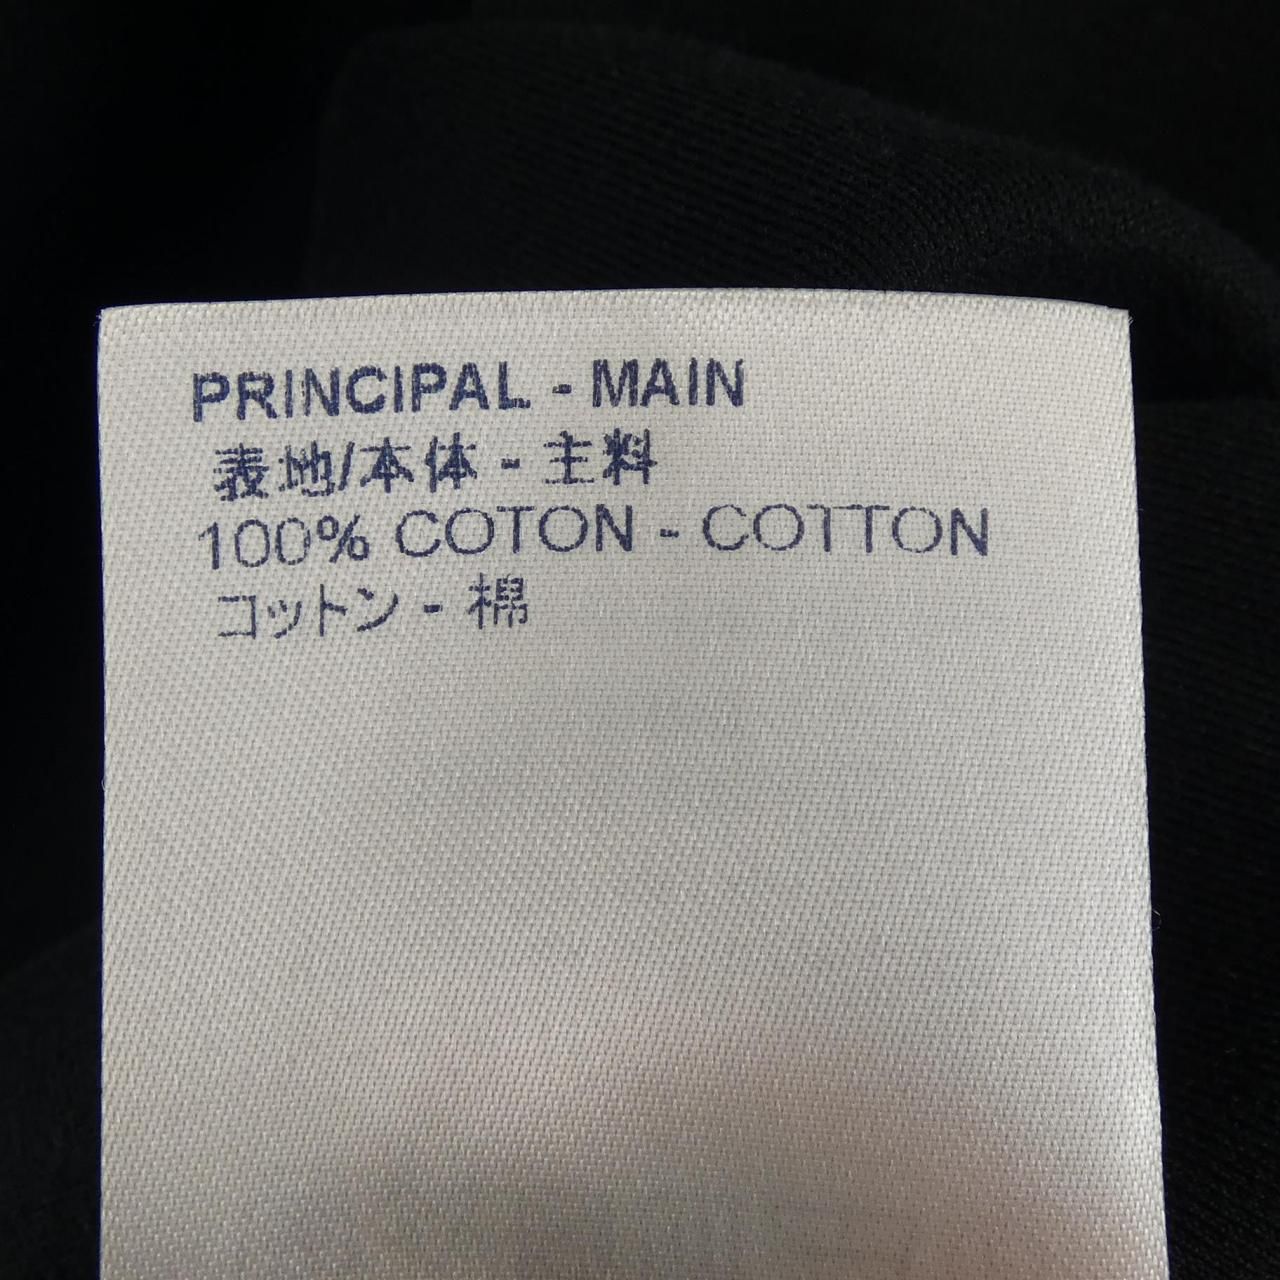 PRINCIPAL - MAIN
表地/本体 - 主料
100% COTON - COTTON
コットン - 棉